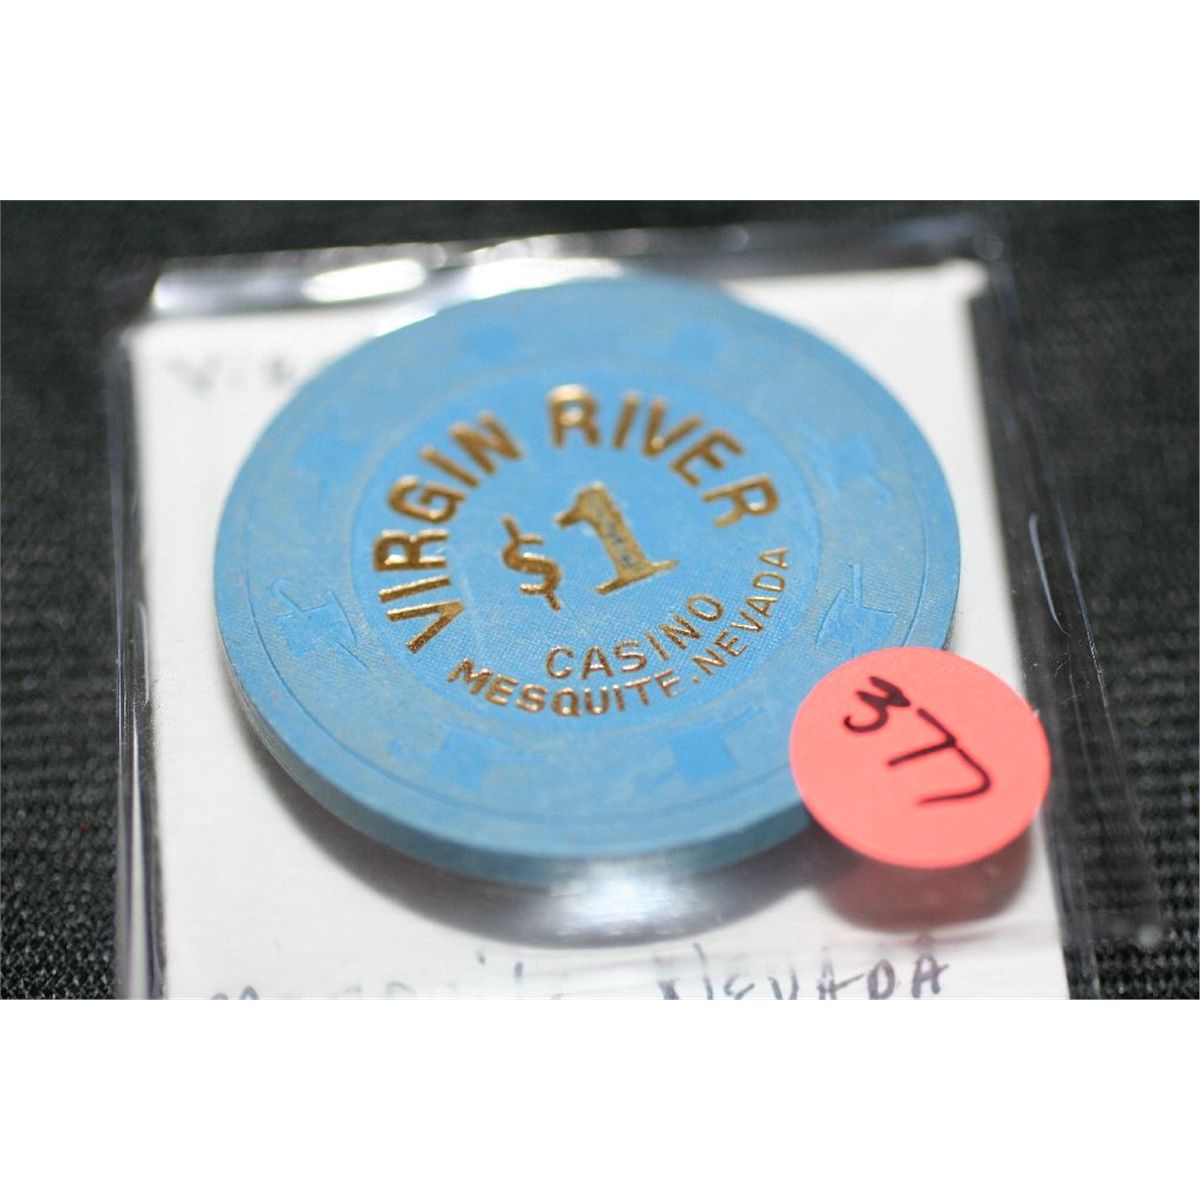 VIRGIN RIVER
$1
CASINO
MESQUITE, NEVADA
377
NEVADA